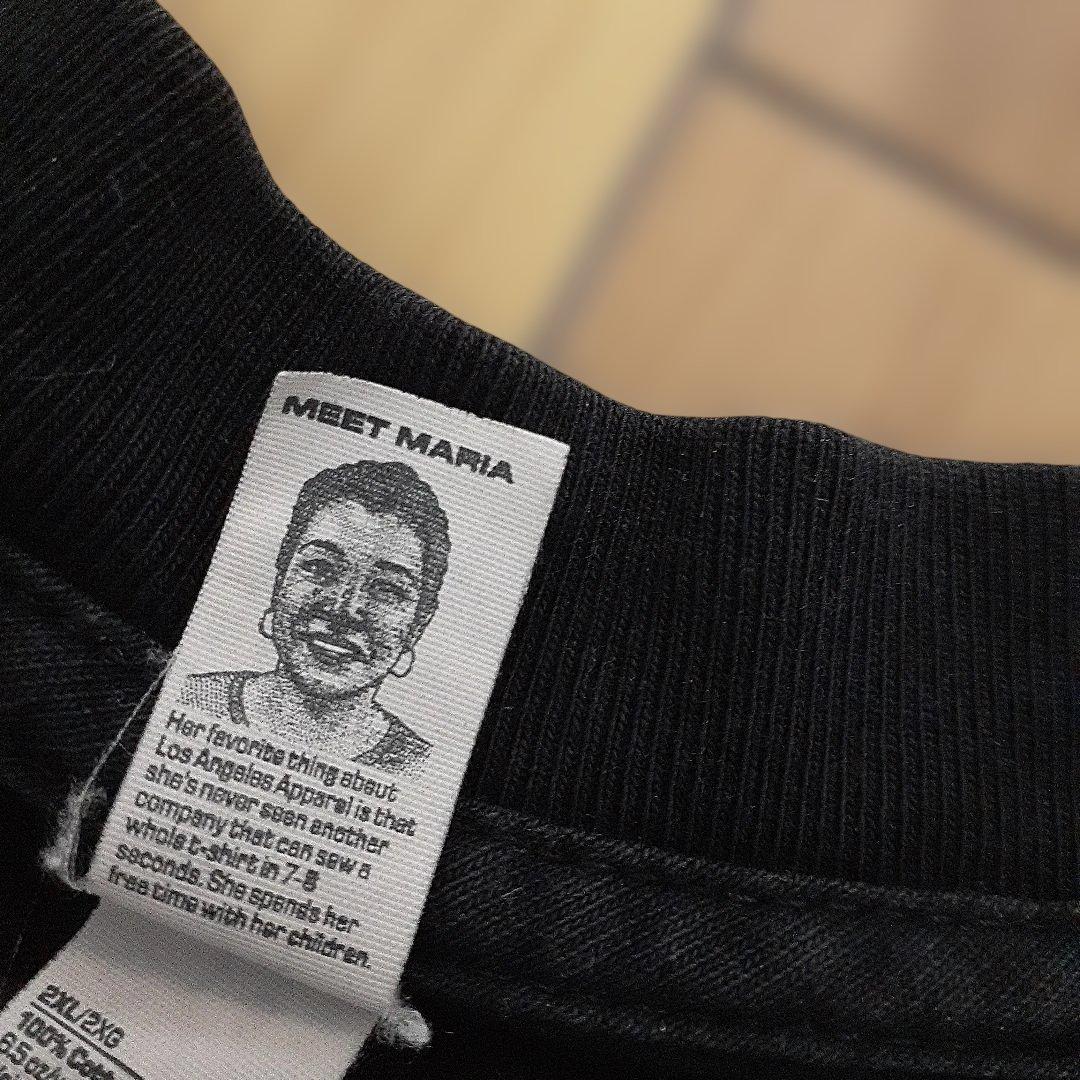 MEET MARIA
Her favorite thing about
Los Angeles Apparel is that
she's never seen another
company that can sew a
whole t-shirt in 7-8
seconds. She spends her
free time with her children.
2XL/2XG
100%